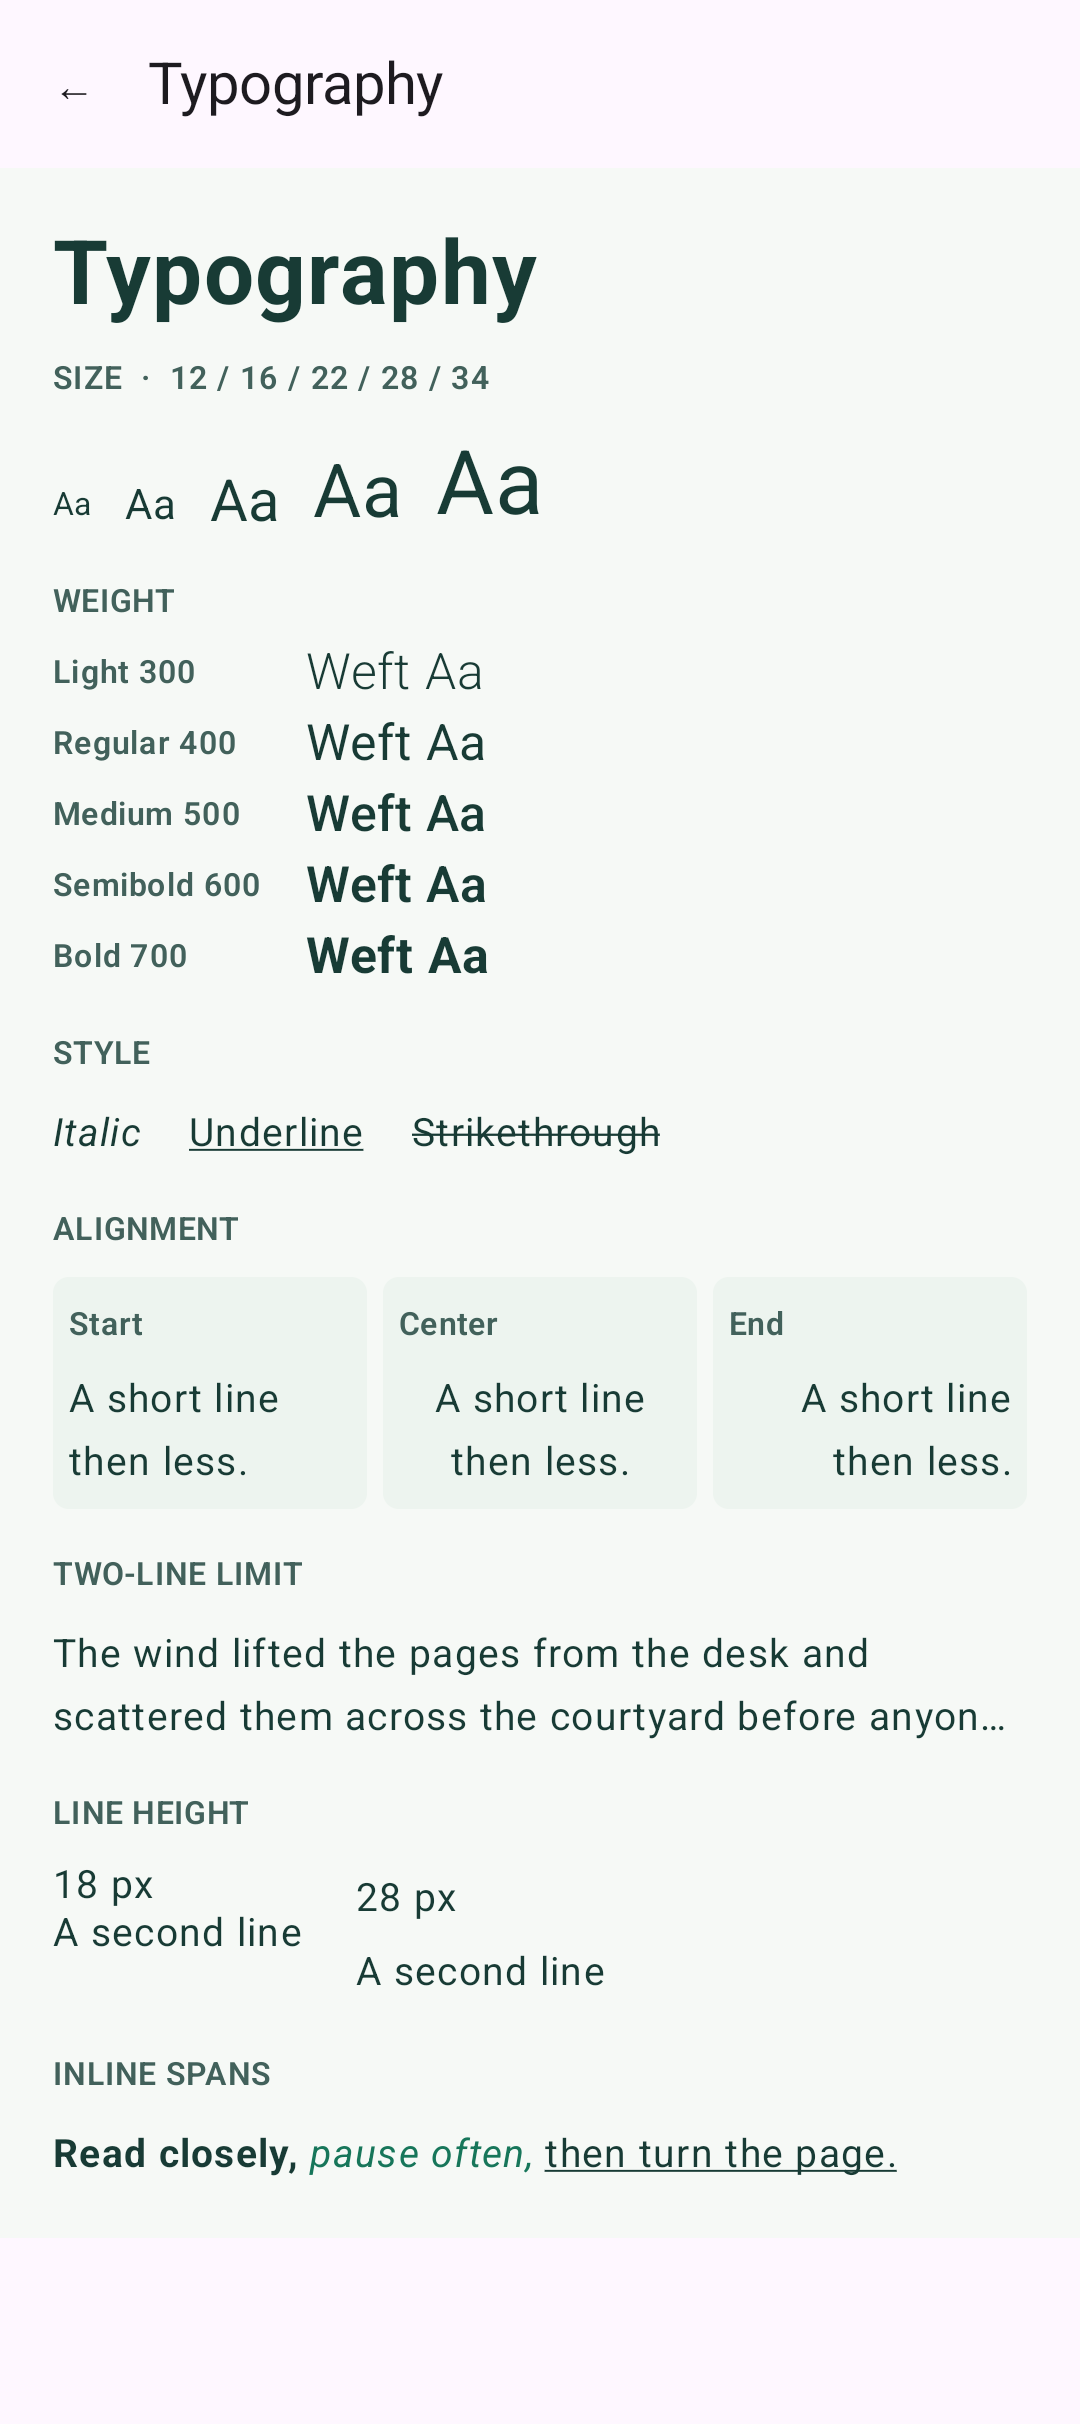 ← Typography
Typography
SIZE · 12 / 16 / 22 / 28 / 34
Aa Aa Aa Aa Aa
WEIGHT
Light 300 Weft Aa
Regular 400 Weft Aa
Medium 500 Weft Aa
Semibold 600 Weft Aa
Bold 700 Weft Aa
STYLE
Italic Underline Strikethrough
ALIGNMENT
Start
A short line
then less.
Center
A short line
then less.
End
A short line
then less.
TWO-LINE LIMIT
The wind lifted the pages from the desk and
scattered them across the courtyard before anyon…
LINE HEIGHT
18 px
A second line
28 px
A second line
INLINE SPANS
Read closely, pause often, then turn the page.